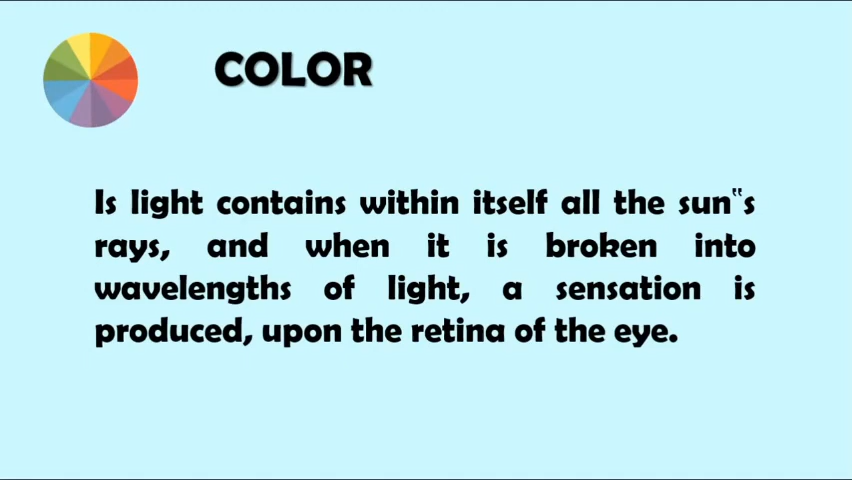 COLOR
Is light contains within itself all the sun‟s
rays, and when it is broken into
wavelengths of light, a sensation is
produced, upon the retina of the eye.